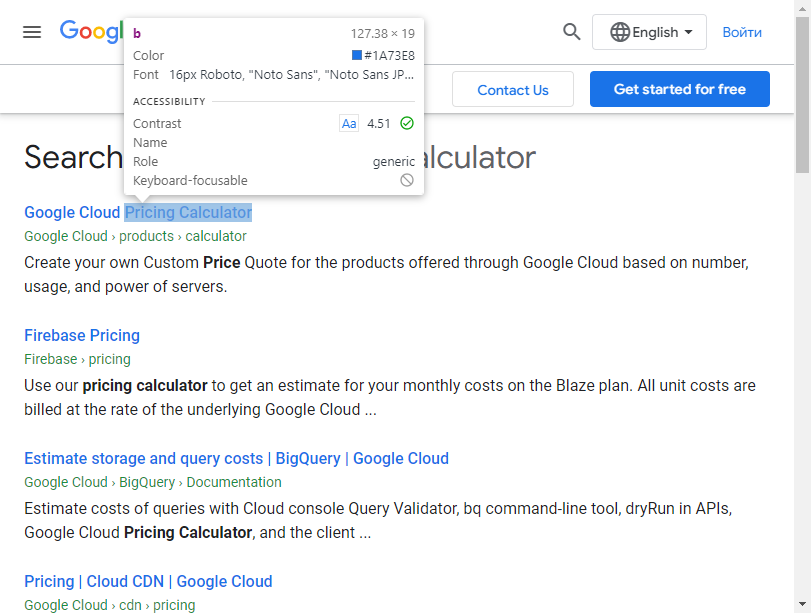 Googl
English
Войти
b 127.38 × 19
Color #1A73E8
Font 16px Roboto, "Noto Sans", "Noto Sans JP...
ACCESSIBILITY
Contrast Aa 4.51
Name
Role generic
Keyboard-focusable
Contact Us
Get started for free
Search alculator
Google Cloud Pricing Calculator
Google Cloud › products › calculator
Create your own Custom Price Quote for the products offered through Google Cloud based on number,
usage, and power of servers.
Firebase Pricing
Firebase › pricing
Use our pricing calculator to get an estimate for your monthly costs on the Blaze plan. All unit costs are
billed at the rate of the underlying Google Cloud ...
Estimate storage and query costs | BigQuery | Google Cloud
Google Cloud › BigQuery › Documentation
Estimate costs of queries with Cloud console Query Validator, bq command-line tool, dryRun in APIs,
Google Cloud Pricing Calculator, and the client ...
Pricing | Cloud CDN | Google Cloud
Google Cloud › cdn › pricing